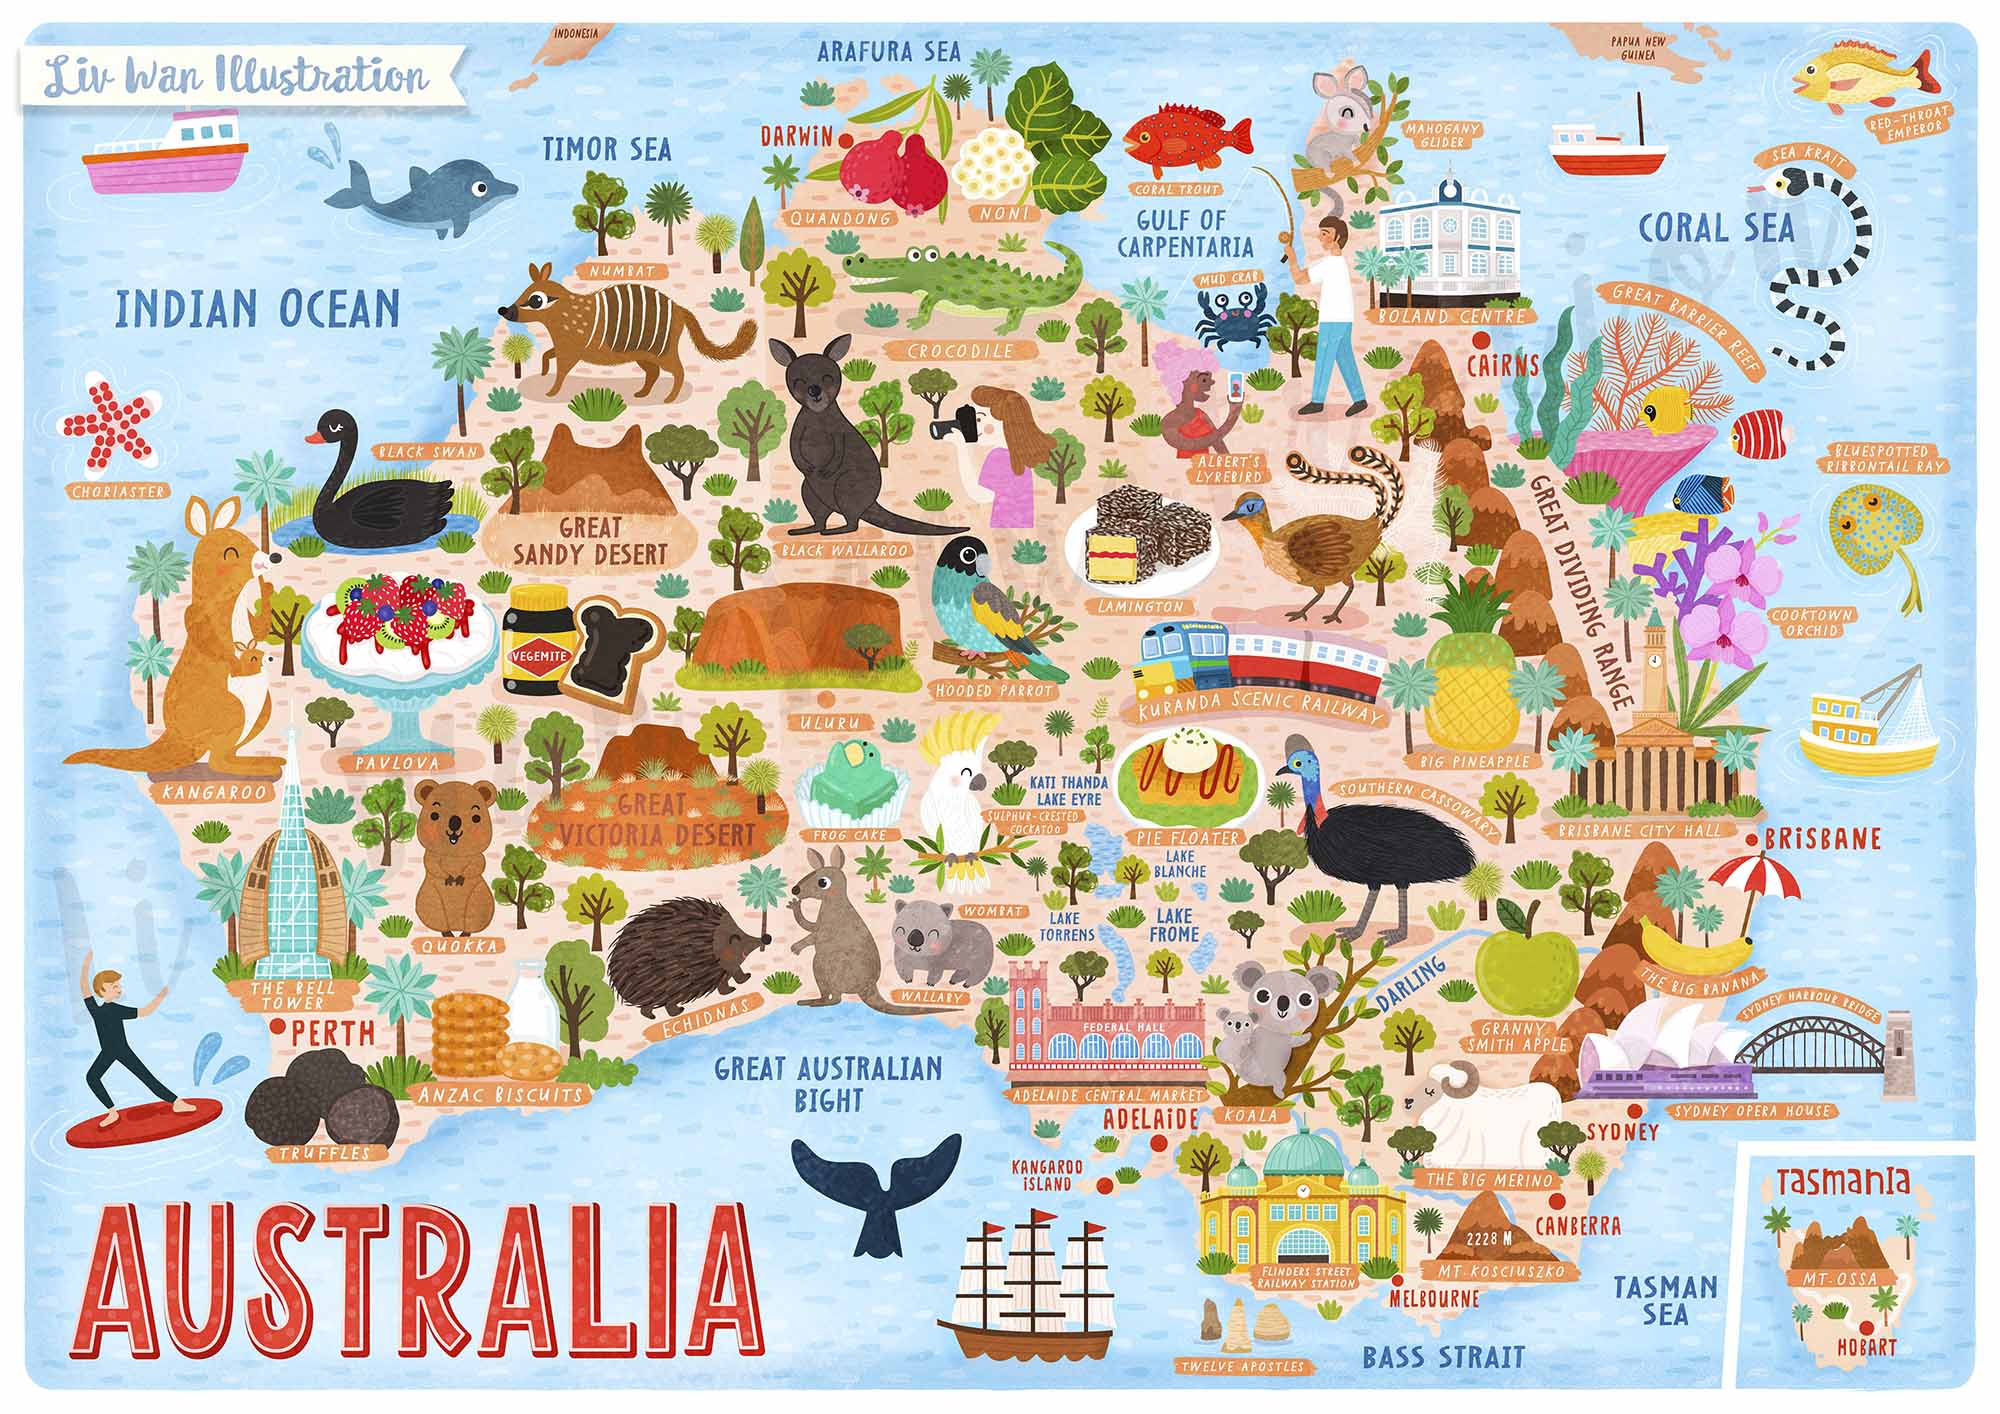 Liv Wan Illustration
INDONESIA
ARAFURA SEA
PAPUA NEW
GUINEA
RED-THROAT
EMPEROR
TIMOR SEA
DARWIN
QUANDONG
NONI
CORAL TROUT
MAHOGANY
GLIDER
SEA KRAIT
GULF OF
CARPENTARIA
CORAL SEA
INDIAN OCEAN
NUMBAT
MUD CRAB
BOLAND CENTRE
GREAT BARRIER REEF
CROCODILE
CAIRNS
CHORIASTER
BLACK SWAN
ALBERT'S
LYREBIRD
BLUESPOTTED
RIBBONTAIL RAY
GREAT
SANDY DESERT
BLACK WALLAROO
GREAT DIVIDING RANGE
LAMINGTON
COOKTOWN
ORCHID
VEGEMITE
HOODED PARROT
KURANDA SCENIC RAILWAY
ULURU
PAVLOVA
BIG PINEAPPLE
KANGAROO
GREAT
VICTORIA DESERT
FROG CAKE
SULPHUR-CRESTED
COCKATOO
KATI THANDA
LAKE EYRE
PIE FLOATER
SOUTHERN CASSOWARY
BRISBANE CITY HALL
BRISBANE
LAKE
BLANCHE
QUOKKA
WOMBAT
LAKE
TORRENS
LAKE
FROME
DARLING
THE BELL
TOWER
ECHIDNAS
WALLABY
THE BIG BANANA
SYDNEY HARBOUR BRIDGE
PERTH
FEDERAL HALL
GRANNY
SMITH APPLE
ANZAC BISCUITS
GREAT AUSTRALIAN
BIGHT
ADELAIDE CENTRAL MARKET
ADELAIDE
KOALA
SYDNEY OPERA HOUSE
SYDNEY
TRUFFLES
KANGAROO
ISLAND
THE BIG MERINO
CANBERRA
TASMANIA
2228 M
MT. KOSCIUSZKO
FLINDERS STREET
RAILWAY STATION
MELBOURNE
TASMAN
SEA
MT. OSSA
HOBART
AUSTRALIA
TWELVE APOSTLES
BASS STRAIT